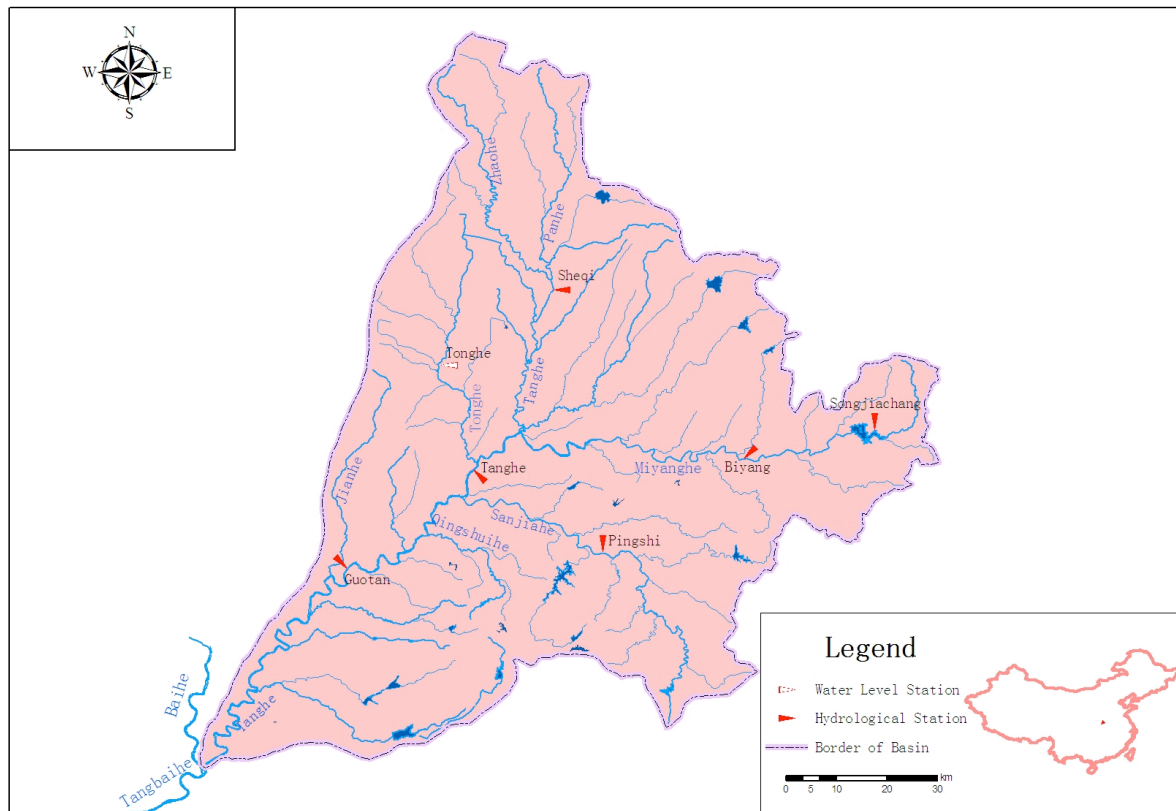 N
W E
S
Zhaohe
Panhe
Sheqi
Tonghe
Tonghe
Tanghe
Songjiachang
Jianhe
Tanghe
Miyanghe
Biyang
Sanjiahe
Qingshuihe
Pingshi
Guotan
Baihe
Tanghe
Tangbaihe
Legend
Water Level Station
Hydrological Station
Border of Basin
0 5 10 20 30 km